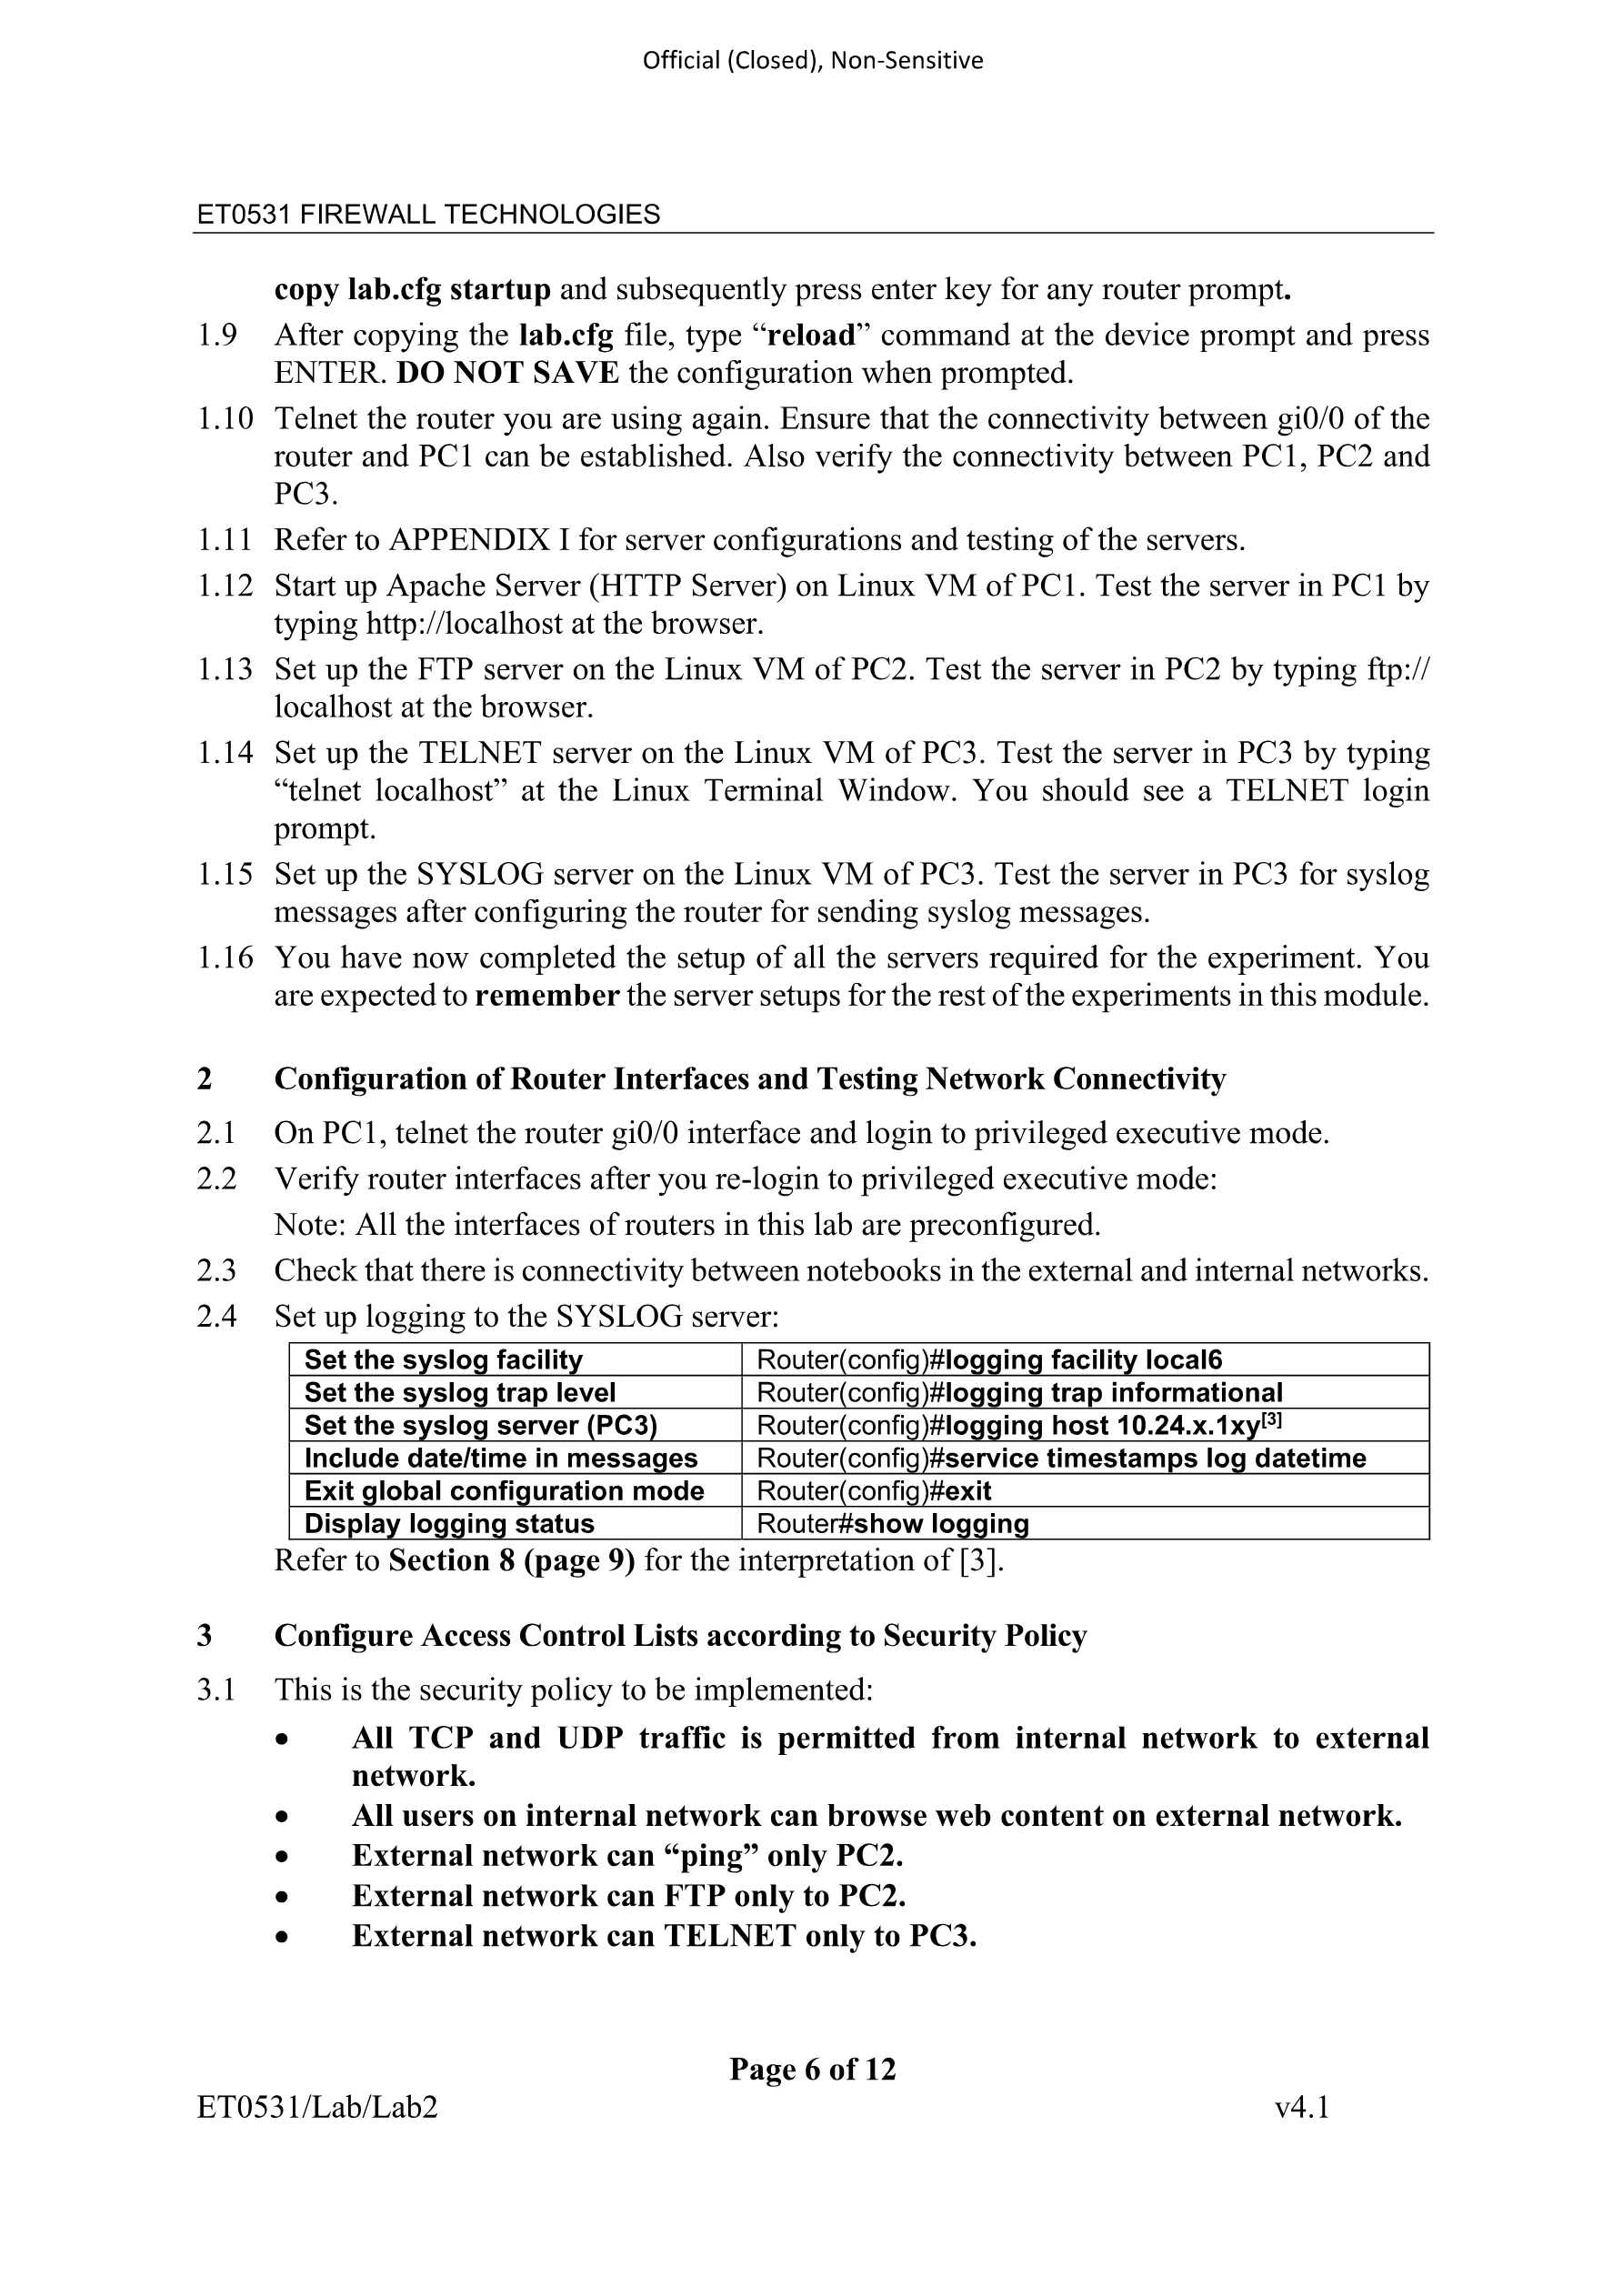 Official (Closed), Non-Sensitive
ET0531 FIREWALL TECHNOLOGIES
copy lab.cfg startup and subsequently press enter key for any router prompt.
1.9 After copying the lab.cfg file, type “reload” command at the device prompt and press
ENTER. DO NOT SAVE the configuration when prompted.
1.10 Telnet the router you are using again. Ensure that the connectivity between gi0/0 of the
router and PC1 can be established. Also verify the connectivity between PC1, PC2 and
PC3.
1.11 Refer to APPENDIX I for server configurations and testing of the servers.
1.12 Start up Apache Server (HTTP Server) on Linux VM of PC1. Test the server in PC1 by
typing http://localhost at the browser.
1.13 Set up the FTP server on the Linux VM of PC2. Test the server in PC2 by typing ftp://
localhost at the browser.
1.14 Set up the TELNET server on the Linux VM of PC3. Test the server in PC3 by typing
“telnet localhost” at the Linux Terminal Window. You should see a TELNET login
prompt.
1.15 Set up the SYSLOG server on the Linux VM of PC3. Test the server in PC3 for syslog
messages after configuring the router for sending syslog messages.
1.16 You have now completed the setup of all the servers required for the experiment. You
are expected to remember the server setups for the rest of the experiments in this module.
2 Configuration of Router Interfaces and Testing Network Connectivity
2.1 On PC1, telnet the router gi0/0 interface and login to privileged executive mode.
2.2 Verify router interfaces after you re-login to privileged executive mode:
Note: All the interfaces of routers in this lab are preconfigured.
2.3 Check that there is connectivity between notebooks in the external and internal networks.
2.4 Set up logging to the SYSLOG server:
Set the syslog facility Router(config)#logging facility local6
Set the syslog trap level Router(config)#logging trap informational
Set the syslog server (PC3) Router(config)#logging host 10.24.x.1xy[3]
Include date/time in messages Router(config)#service timestamps log datetime
Exit global configuration mode Router(config)#exit
Display logging status Router#show logging
Refer to Section 8 (page 9) for the interpretation of [3].
3 Configure Access Control Lists according to Security Policy
3.1 This is the security policy to be implemented:
• All TCP and UDP traffic is permitted from internal network to external
network.
• All users on internal network can browse web content on external network.
• External network can “ping” only PC2.
• External network can FTP only to PC2.
• External network can TELNET only to PC3.
Page 6 of 12
ET0531/Lab/Lab2 v4.1